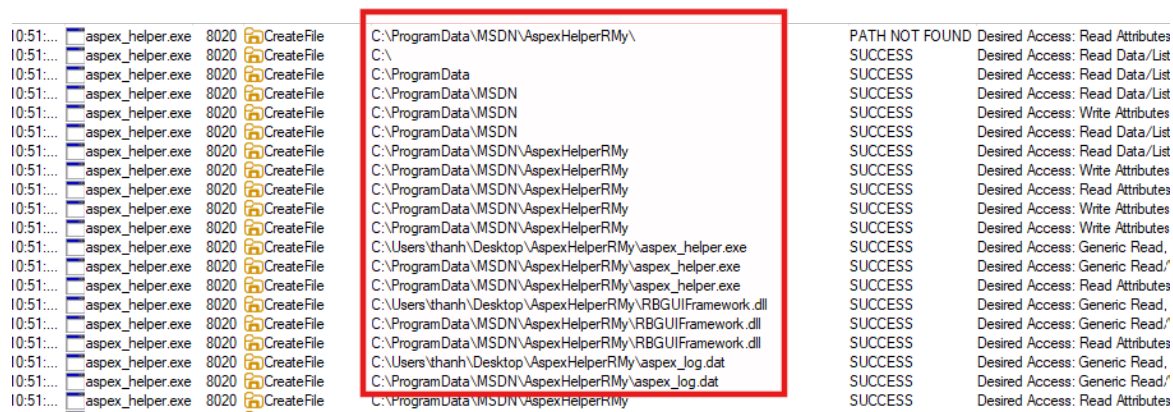 10:51:... aspex_helper.exe 8020 CreateFile C:\ProgramData\MSDN\AspexHelperRMy\ PATH NOT FOUND Desired Access: Read Attributes
10:51:... aspex_helper.exe 8020 CreateFile C:\ SUCCESS Desired Access: Read Data/List
10:51:... aspex_helper.exe 8020 CreateFile C:\ProgramData SUCCESS Desired Access: Read Data/List
10:51:... aspex_helper.exe 8020 CreateFile C:\ProgramData\MSDN SUCCESS Desired Access: Read Data/List
10:51:... aspex_helper.exe 8020 CreateFile C:\ProgramData\MSDN SUCCESS Desired Access: Write Attributes
10:51:... aspex_helper.exe 8020 CreateFile C:\ProgramData\MSDN SUCCESS Desired Access: Read Data/List
10:51:... aspex_helper.exe 8020 CreateFile C:\ProgramData\MSDN\AspexHelperRMy SUCCESS Desired Access: Read Data/List
10:51:... aspex_helper.exe 8020 CreateFile C:\ProgramData\MSDN\AspexHelperRMy SUCCESS Desired Access: Write Attributes
10:51:... aspex_helper.exe 8020 CreateFile C:\ProgramData\MSDN\AspexHelperRMy SUCCESS Desired Access: Read Attributes
10:51:... aspex_helper.exe 8020 CreateFile C:\ProgramData\MSDN\AspexHelperRMy SUCCESS Desired Access: Write Attributes
10:51:... aspex_helper.exe 8020 CreateFile C:\ProgramData\MSDN\AspexHelperRMy SUCCESS Desired Access: Write Attributes
10:51:... aspex_helper.exe 8020 CreateFile C:\Users\thanh\Desktop\AspexHelperRMy\aspex_helper.exe SUCCESS Desired Access: Generic Read,
10:51:... aspex_helper.exe 8020 CreateFile C:\ProgramData\MSDN\AspexHelperRMy\aspex_helper.exe SUCCESS Desired Access: Generic Read/
10:51:... aspex_helper.exe 8020 CreateFile C:\ProgramData\MSDN\AspexHelperRMy\aspex_helper.exe SUCCESS Desired Access: Read Attributes
10:51:... aspex_helper.exe 8020 CreateFile C:\Users\thanh\Desktop\AspexHelperRMy\RBGUIFramework.dll SUCCESS Desired Access: Generic Read,
10:51:... aspex_helper.exe 8020 CreateFile C:\ProgramData\MSDN\AspexHelperRMy\RBGUIFramework.dll SUCCESS Desired Access: Generic Read/
10:51:... aspex_helper.exe 8020 CreateFile C:\ProgramData\MSDN\AspexHelperRMy\RBGUIFramework.dll SUCCESS Desired Access: Read Attributes
10:51:... aspex_helper.exe 8020 CreateFile C:\Users\thanh\Desktop\AspexHelperRMy\aspex_log.dat SUCCESS Desired Access: Generic Read,
10:51:... aspex_helper.exe 8020 CreateFile C:\ProgramData\MSDN\AspexHelperRMy\aspex_log.dat SUCCESS Desired Access: Generic Read/
10:51:... aspex_helper.exe 8020 CreateFile C:\ProgramData\MSDN\AspexHelperRMy SUCCESS Desired Access: Read Attributes